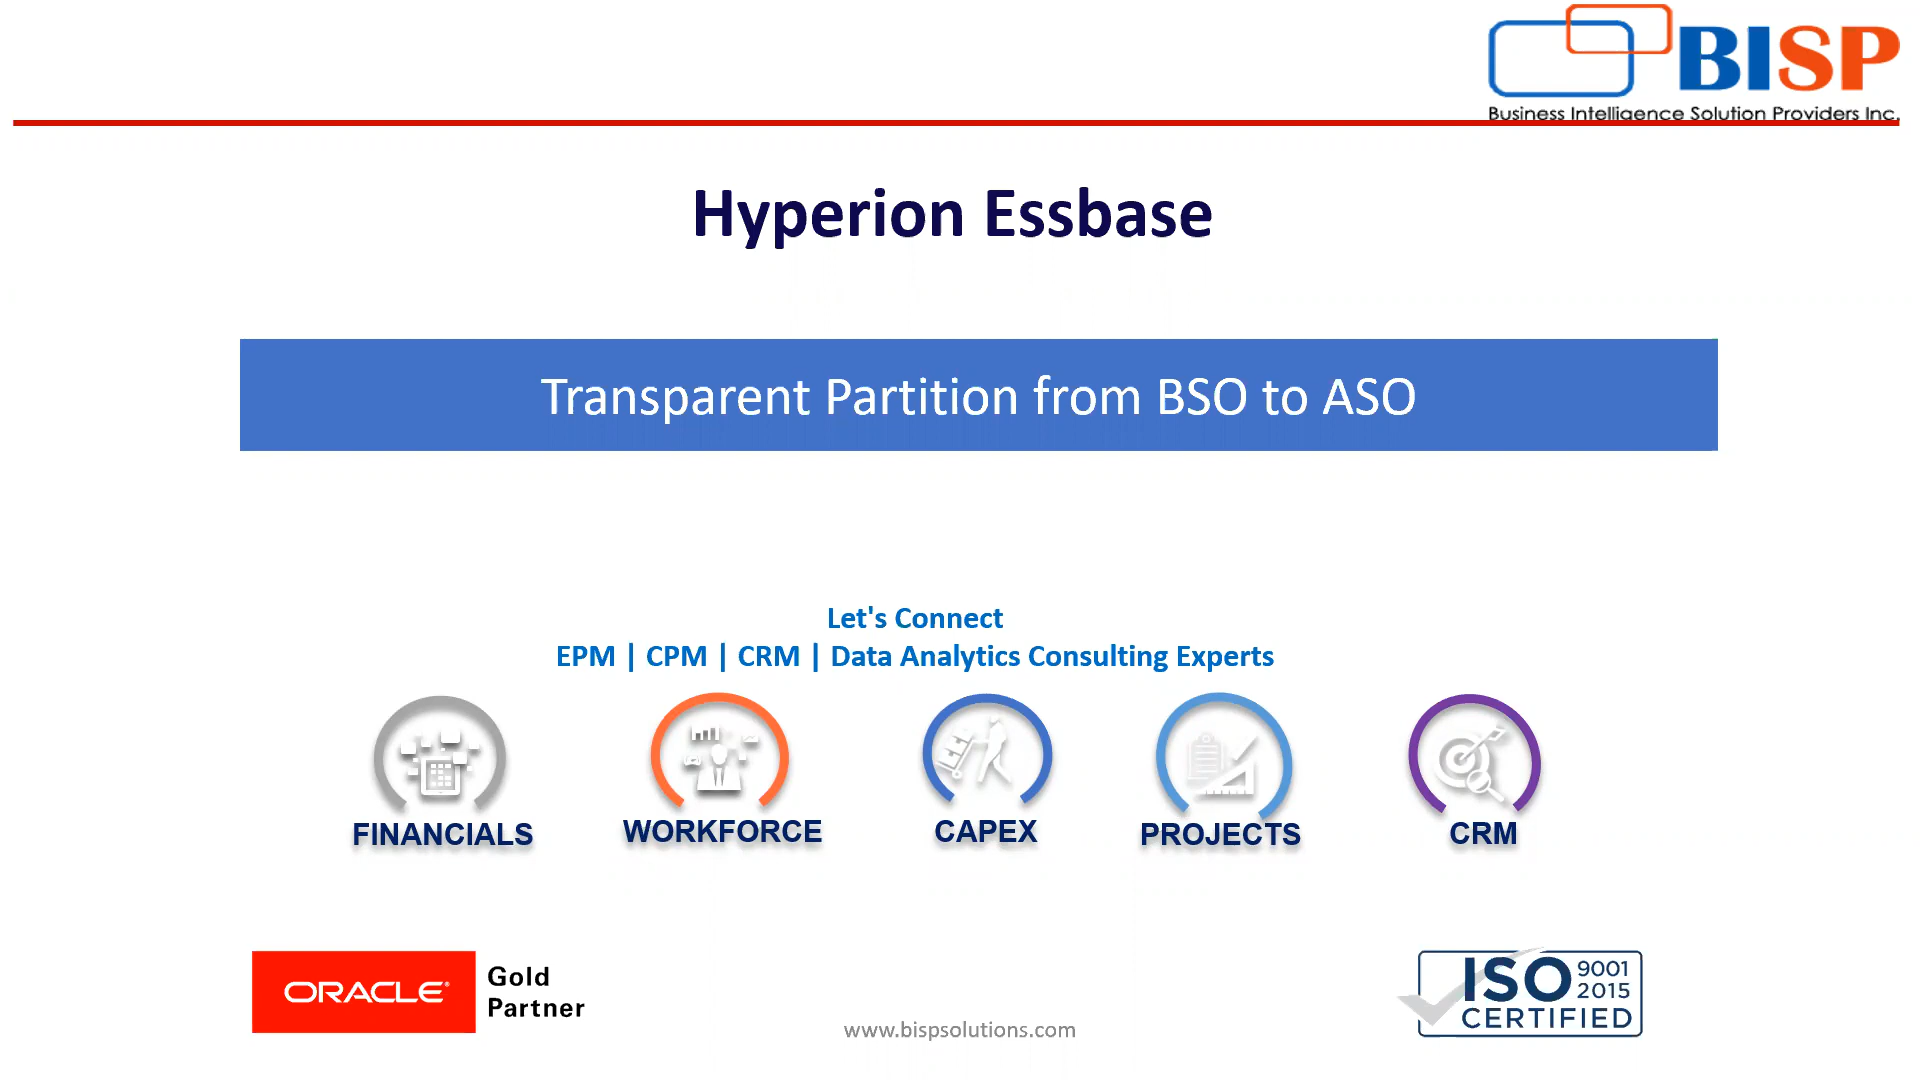 BISP
Business Intelligence Solution Providers Inc.
Hyperion Essbase
Transparent Partition from BSO to ASO
Let's Connect
EPM | CPM | CRM | Data Analytics Consulting Experts
FINANCIALS
WORKFORCE
CAPEX
PROJECTS
CRM
ORACLE®
Gold
Partner
www.bispsolutions.com
ISO 9001
2015
CERTIFIED